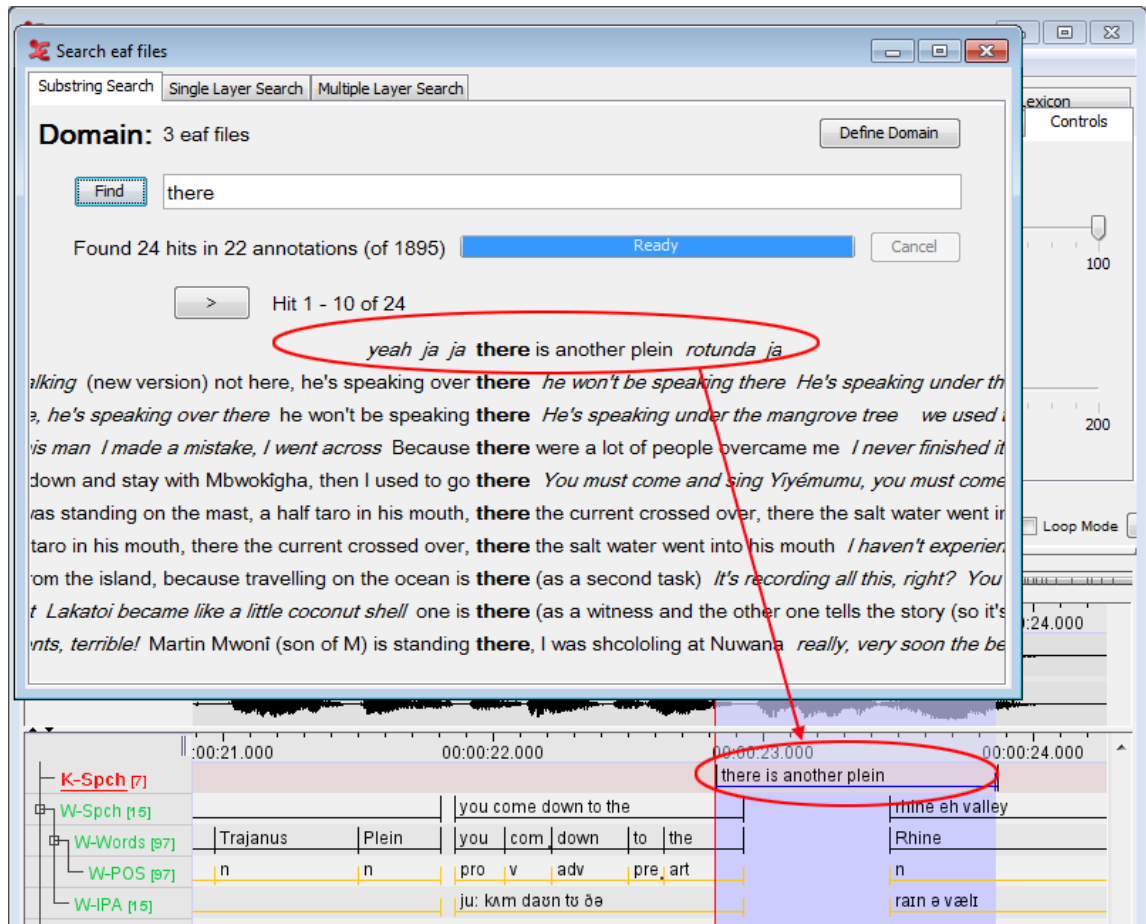 Search eaf files
Substring Search Single Layer Search Multiple Layer Search
Lexicon
Controls
Domain: 3 eaf files Define Domain
Find there
Found 24 hits in 22 annotations (of 1895) Ready Cancel
100
> Hit 1 - 10 of 24
yeah ja ja there is another plein rotunda ja
alking (new version) not here, he's speaking over there he won't be speaking there He's speaking under th
e, he's speaking over there he won't be speaking there He's speaking under the mangrove tree we used t
200
is man I made a mistake, I went across Because there were a lot of people overcame me I never finished it
down and stay with Mbwokîgha, then I used to go there You must come and sing Yiyémumu, you must come
as standing on the mast, a half taro in his mouth, there the current crossed over, there the salt water went in
Loop Mode
taro in his mouth, there the current crossed over, there the salt water went into his mouth I haven't experien
rom the island, because travelling on the ocean is there (as a second task) It's recording all this, right? You
t Lakatoi became like a little coconut shell one is there (as a witness and the other one tells the story (so it's
:24.000
nts, terrible! Martin Mwonî (son of M) is standing there, I was shcololing at Nuwana really, very soon the be
:00:21.000 00:00:22.000 00:00:23.000 00:00:24.000
K-Spch [7] there is another plein
W-Spch [15] you come down to the rhine eh valley
W-Words [97] Trajanus Plein you com down to the Rhine
W-POS [97] n n pro v adv pre art n
W-IPA [15] ju: kʌm daʊn tʊ ðə raɪn ə vælɪ